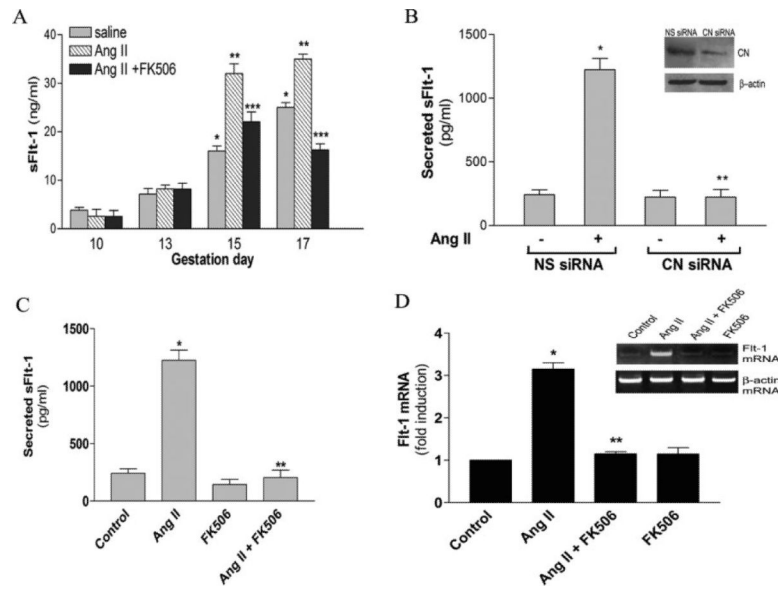 A
saline
Ang II
Ang II +FK506
sFlt-1 (ng/ml)
40
30
20
10
0
*
**
***
*
**
***
10 13 15 17
Gestation day
B
NS siRNA CN siRNA
CN
β-actin
Secreted sFlt-1
(pg/ml)
1500
1000
500
0
*
**
Ang II - + - +
NS siRNA CN siRNA
C
Secreted sFlt-1
(pg/ml)
1500
1000
500
0
*
**
Control Ang II FK506 Ang II + FK506
D
Control Ang II Ang II + FK506 FK506
Flt-1
mRNA
β-actin
mRNA
Flt-1 mRNA
(fold induction)
4
3
2
1
0
*
**
Control Ang II Ang II + FK506 FK506